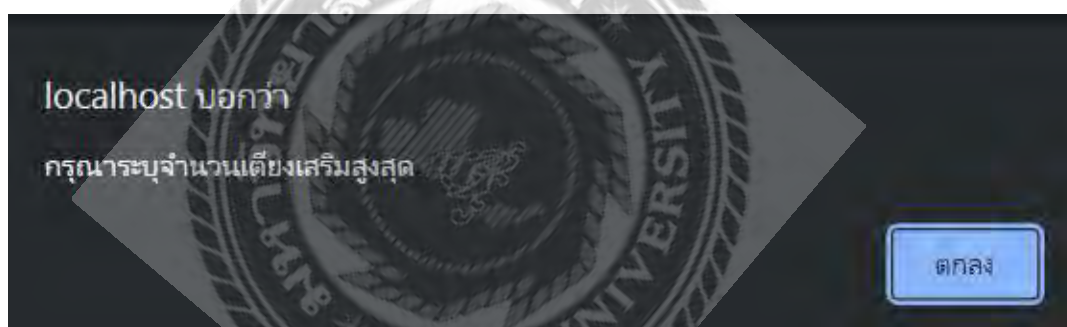 localhost บอกว่า
กรุณาระบุจำนวนเตียงเสริมสูงสุด
ตกลง
UNIVERSITY